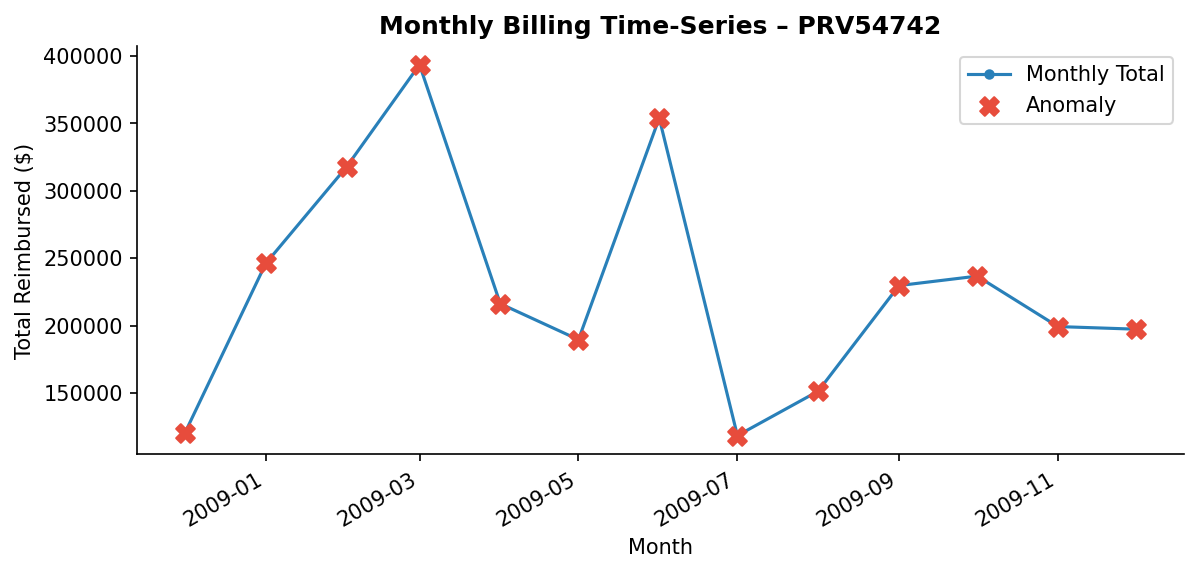 Monthly Billing Time-Series – PRV54742
Monthly Total
Anomaly
Total Reimbursed ($)
400000
350000
300000
250000
200000
150000
2009-01
2009-03
2009-05
2009-07
2009-09
2009-11
Month